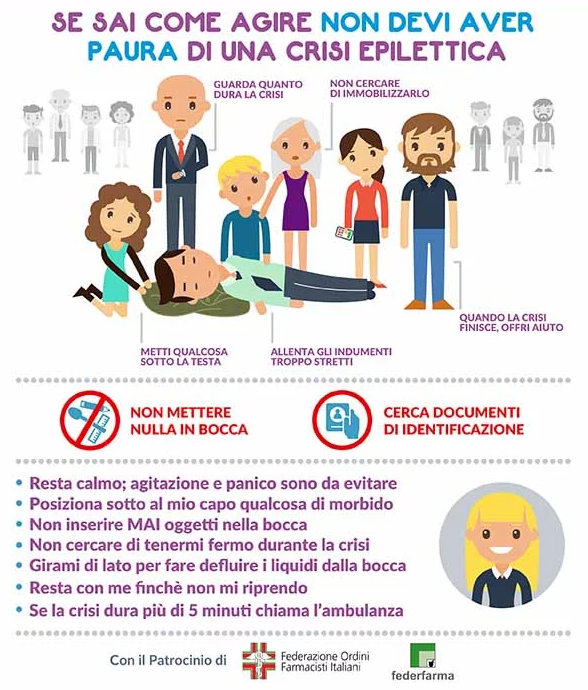 SE SAI COME AGIRE NON DEVI AVER
PAURA DI UNA CRISI EPILETTICA
GUARDA QUANTO
DURA LA CRISI
NON CERCARE
DI IMMOBILIZZARLO
QUANDO LA CRISI
FINISCE, OFFRI AIUTO
METTI QUALCOSA
SOTTO LA TESTA
ALLENTA GLI INDUMENTI
TROPPO STRETTI
NON METTERE
NULLA IN BOCCA
CERCA DOCUMENTI
DI IDENTIFICAZIONE
• Resta calmo; agitazione e panico sono da evitare
• Posiziona sotto al mio capo qualcosa di morbido
• Non inserire MAI oggetti nella bocca
• Non cercare di tenermi fermo durante la crisi
• Girami di lato per fare defluire i liquidi dalla bocca
• Resta con me finchè non mi riprendo
• Se la crisi dura più di 5 minuti chiama l'ambulanza
Con il Patrocinio di
Federazione Ordini
Farmacisti Italiani
federfarma